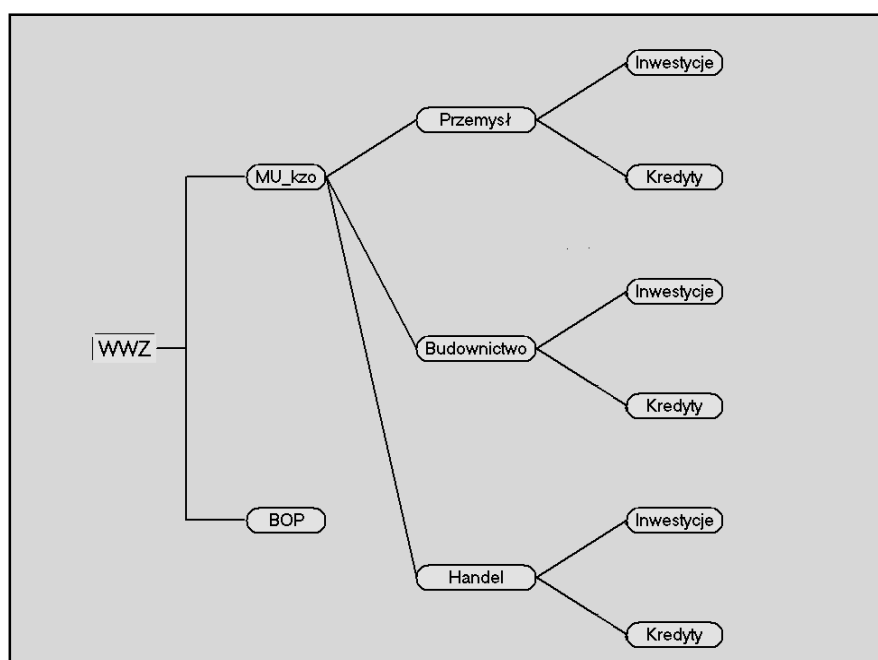 Inwestycje
Przemysł
Kredyty
MU_kzo
Inwestycje
WWZ
Budownictwo
Kredyty
BOP
Inwestycje
Handel
Kredyty